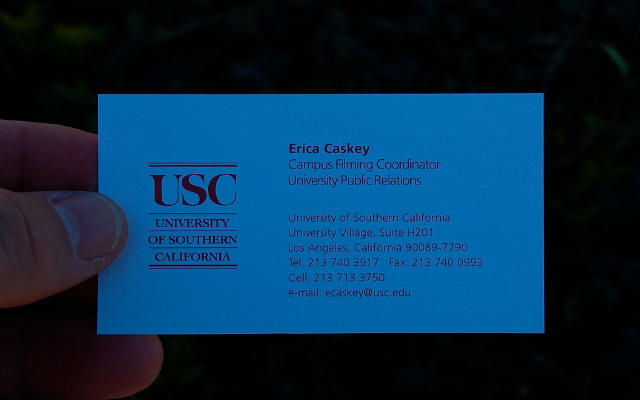 USC
UNIVERSITY
OF SOUTHERN
CALIFORNIA
Erica Caskey
Campus Filming Coordinator
University Public Relations
University of Southern California
University Village, Suite H201
Los Angeles, California 90089-7790
Tel: 213 740 3917 Fax: 213 740 0993
Cell: 213 713 3750
e-mail: ecaskey@usc.edu